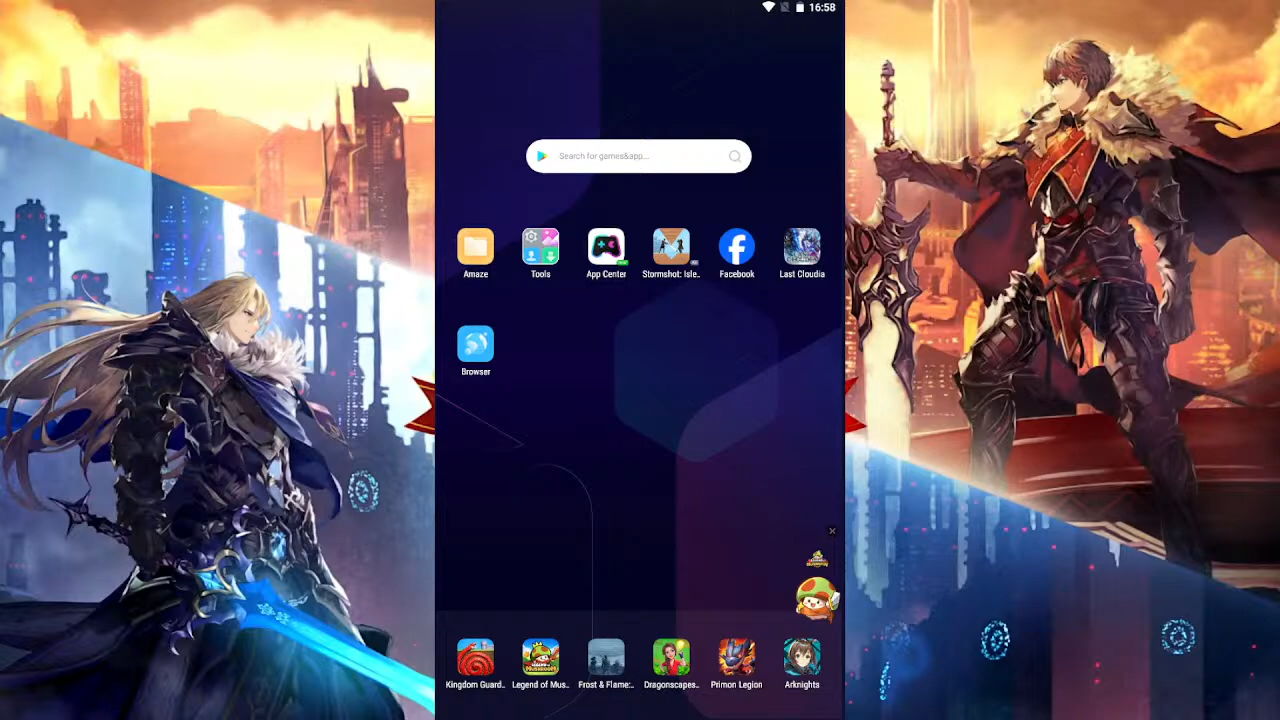 16:58
Search for games&app...
Amaze
Tools
App Center
Stormshot: Isle..
Facebook
Last Cloudia
Browser
Kingdom Guard..
Legend of Mus..
Frost & Flame:..
Dragonscapes..
Primon Legion
Arknights